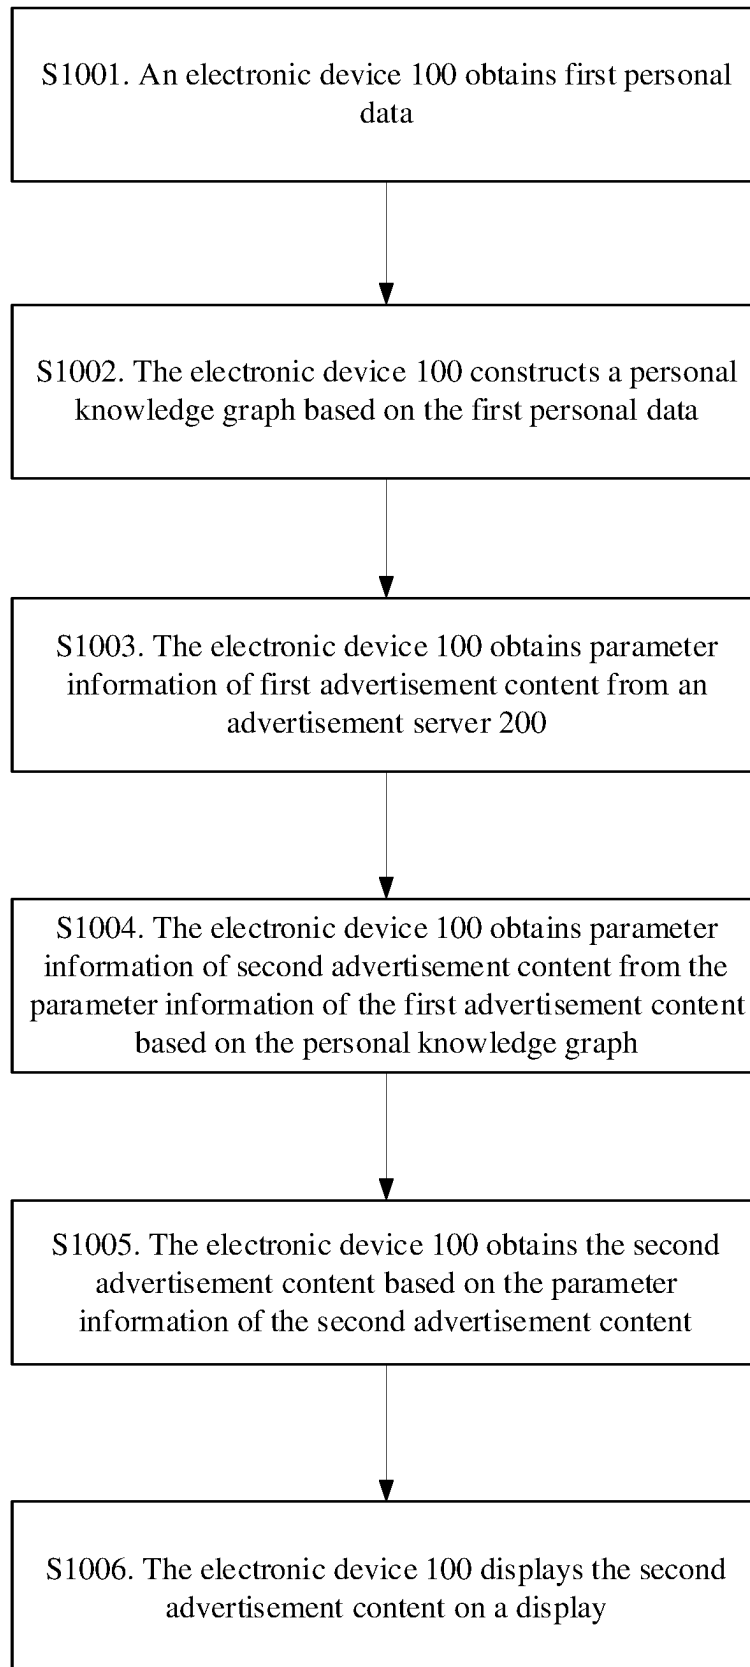 S1001. An electronic device 100 obtains first personal
data
S1002. The electronic device 100 constructs a personal
knowledge graph based on the first personal data
S1003. The electronic device 100 obtains parameter
information of first advertisement content from an
advertisement server 200
S1004. The electronic device 100 obtains parameter
information of second advertisement content from the
parameter information of the first advertisement content
based on the personal knowledge graph
S1005. The electronic device 100 obtains the second
advertisement content based on the parameter
information of the second advertisement content
S1006. The electronic device 100 displays the second
advertisement content on a display